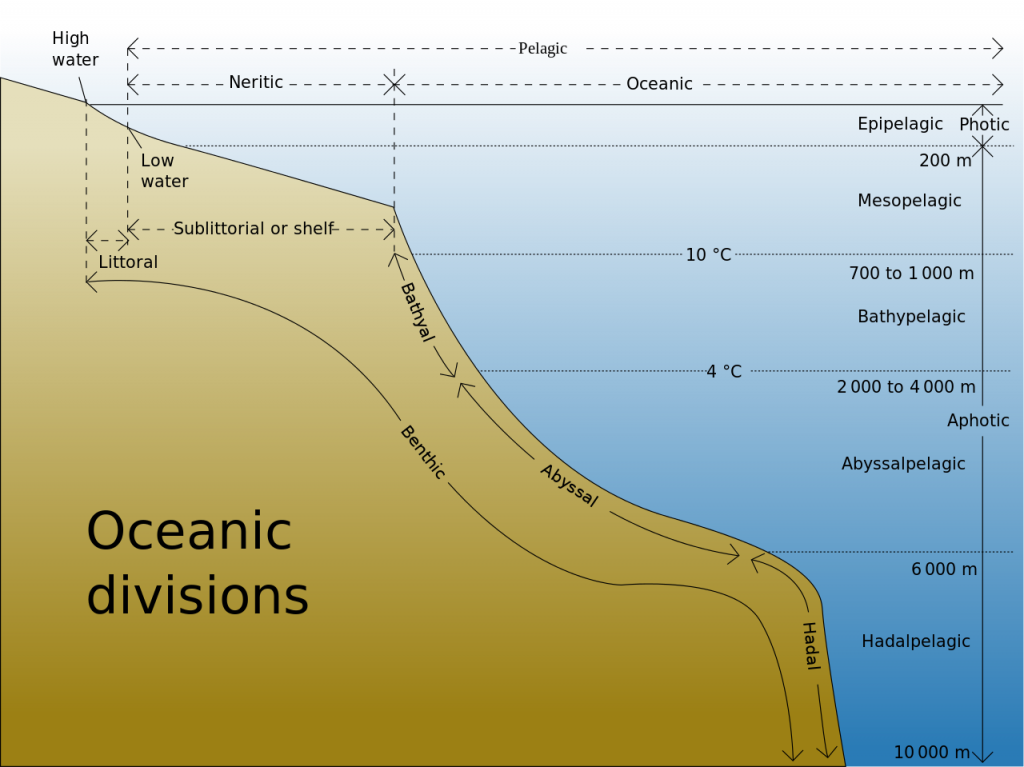 High
water
Pelagic
Neritic
Oceanic
Epipelagic
Photic
Low
water
200 m
Mesopelagic
Sublittorial or shelf
Littoral
10 °C
700 to 1 000 m
Bathyal
Bathypelagic
4 °C
2 000 to 4 000 m
Aphotic
Benthic
Abyssal
Abyssalpelagic
Oceanic
divisions
6 000 m
Hadal
Hadalpelagic
10 000 m